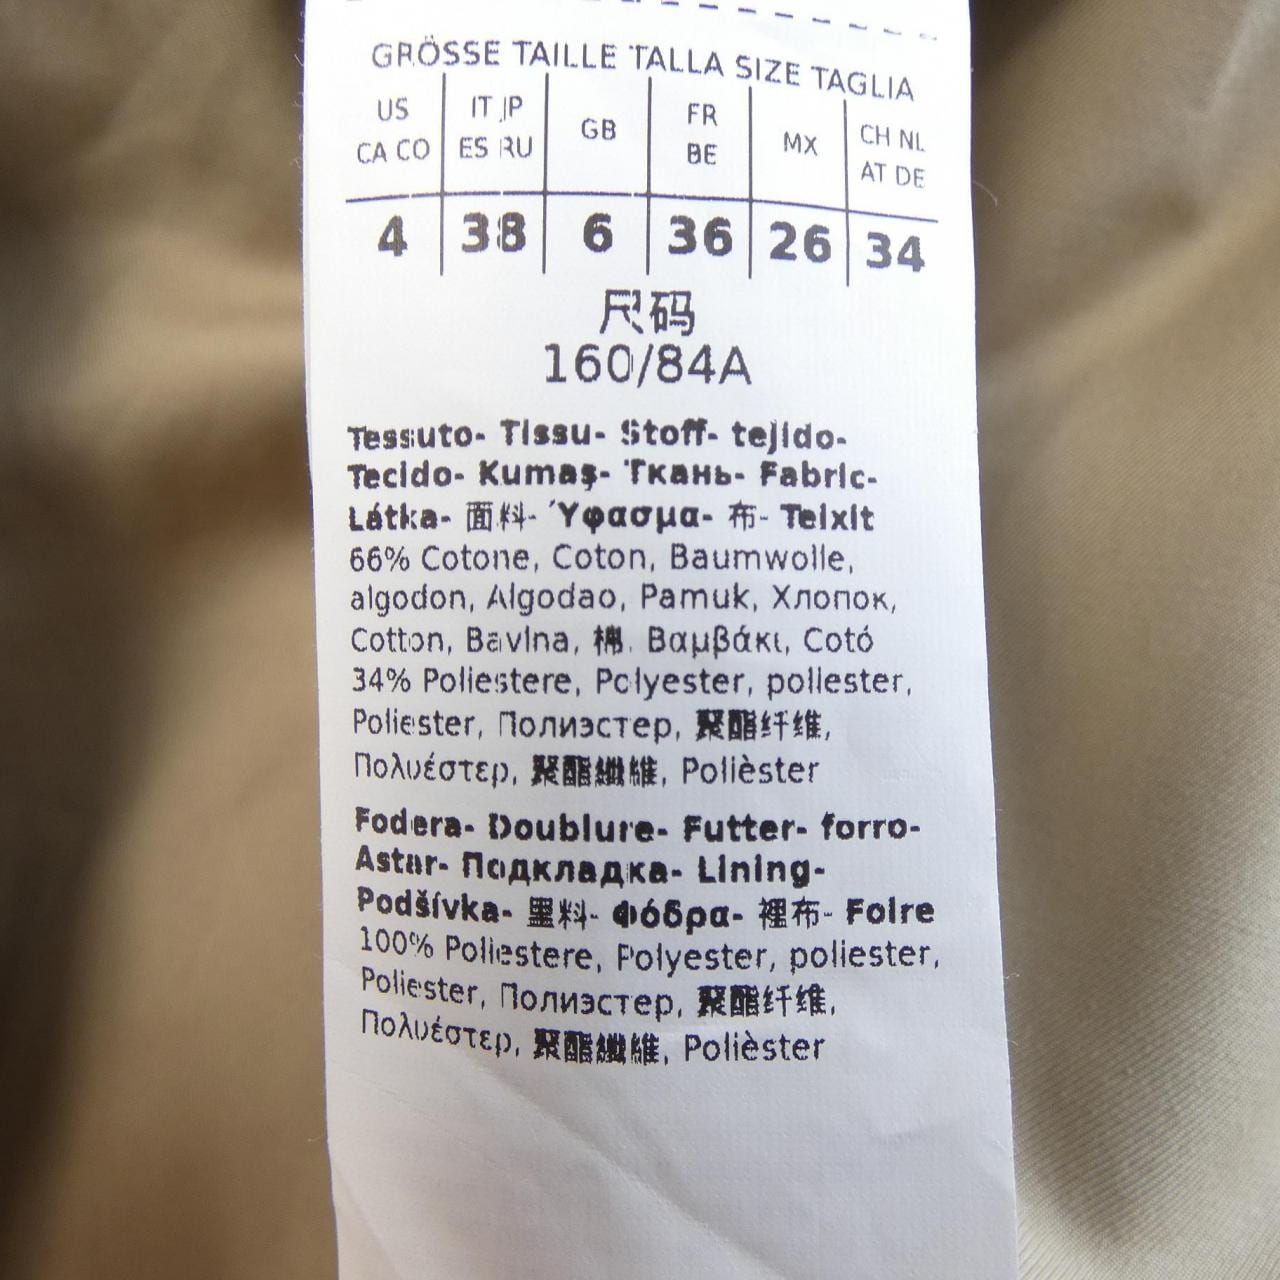 GRÖSSE TAILLE TALLA SIZE TAGLIA
US IT JP GB FR MX CH NL
CA CO ES RU BE AT DE
4 38 6 36 26 34
尺码
160/84A
Tessuto- Tissu- Stoff- tejido-
Tecido- Kumaş- Ткань- Fabric-
Látka- 面料- Ύφασμα- 布- Teixit
66% Cotone, Coton, Baumwolle,
algodon, Algodao, Pamuk, Хлопок,
Cotton, Bavlna, 棉, Βαμβάκι, Cotó
34% Poliestere, Polyester, poliester,
Poliester, Полиэстер, 聚酯纤维,
Πολυέστερ, 聚酯纖維, Polièster
Fodera- Doublure- Futter- forro-
Astar- Подкладка- Lining-
Podšívka- 里料- Φόδρα- 裡布- Folre
100% Poliestere, Polyester, poliester,
Poliester, Полиэстер, 聚酯纤维,
Πολυέστερ, 聚酯纖維, Polièster